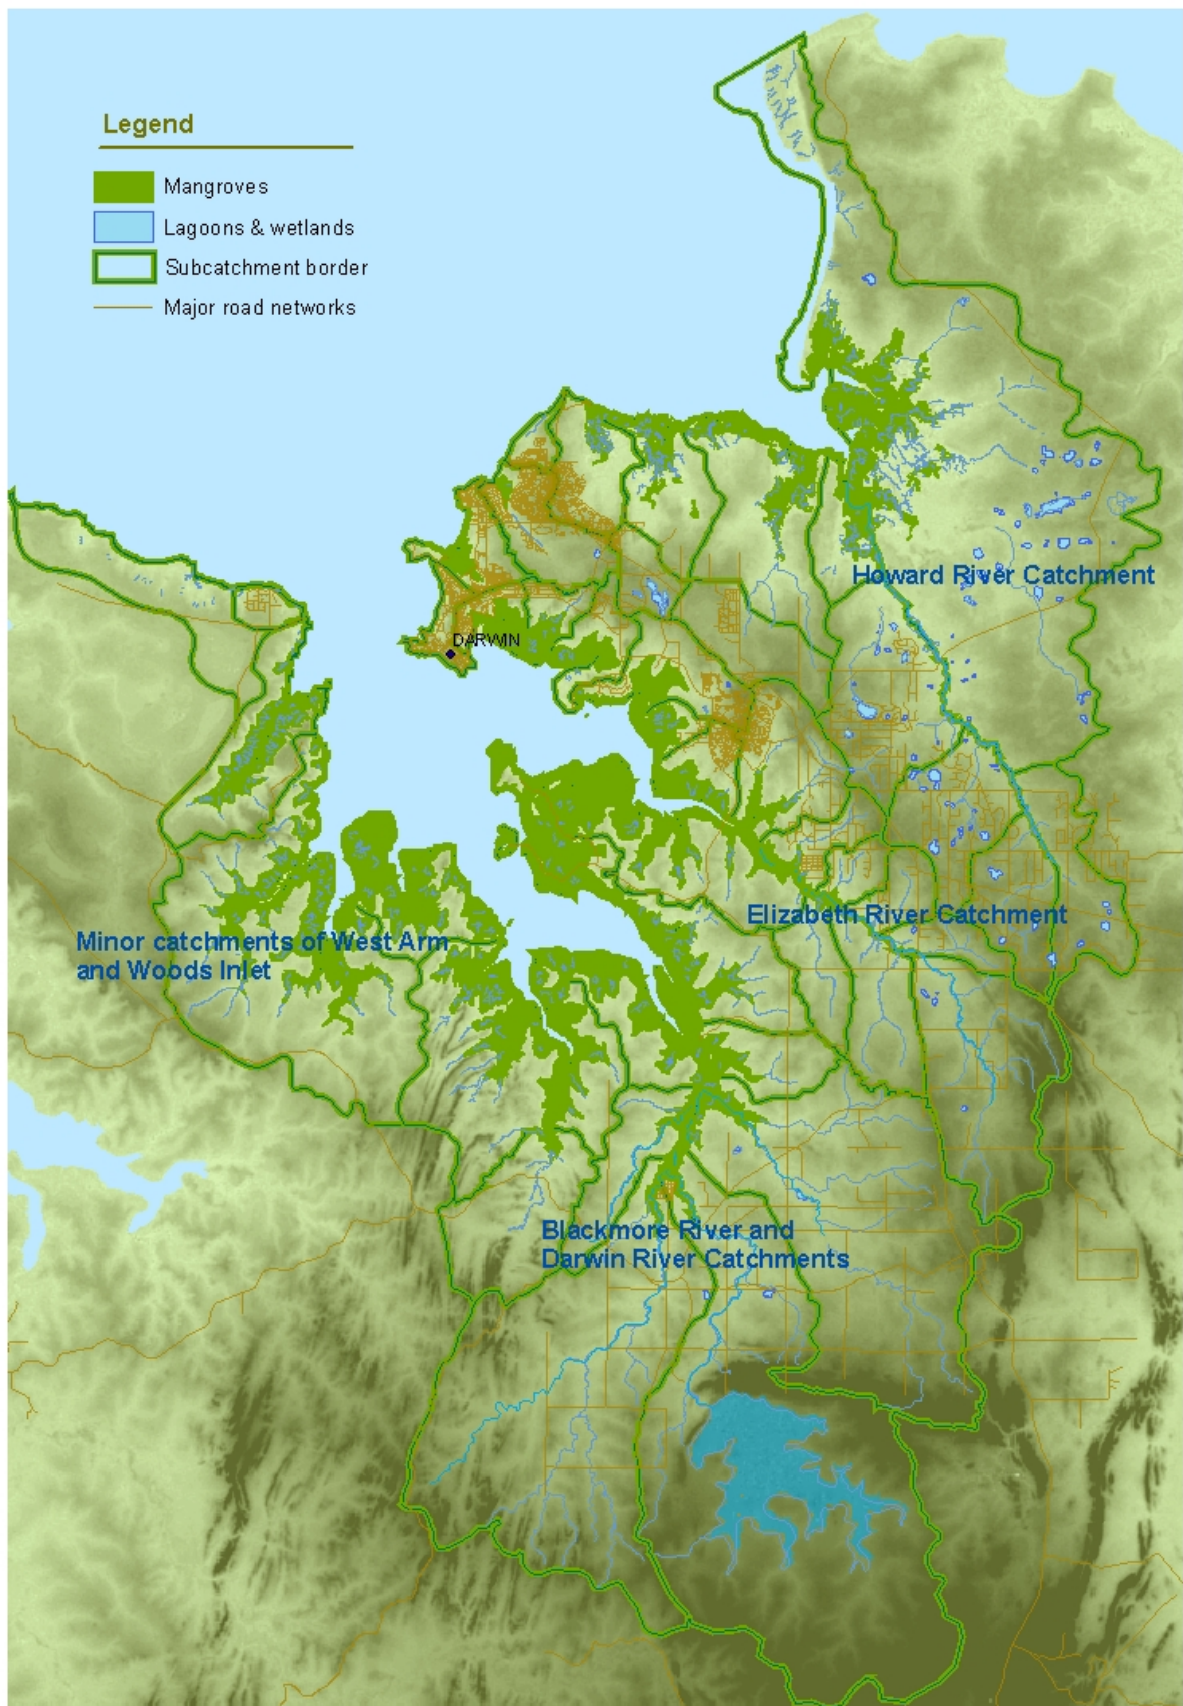 Legend
Mangroves
Lagoons & wetlands
Subcatchment border
Major road networks
Howard River Catchment
DARWIN
Elizabeth River Catchment
Minor catchments of West Arm
and Woods Inlet
Blackmore River and
Darwin River Catchments